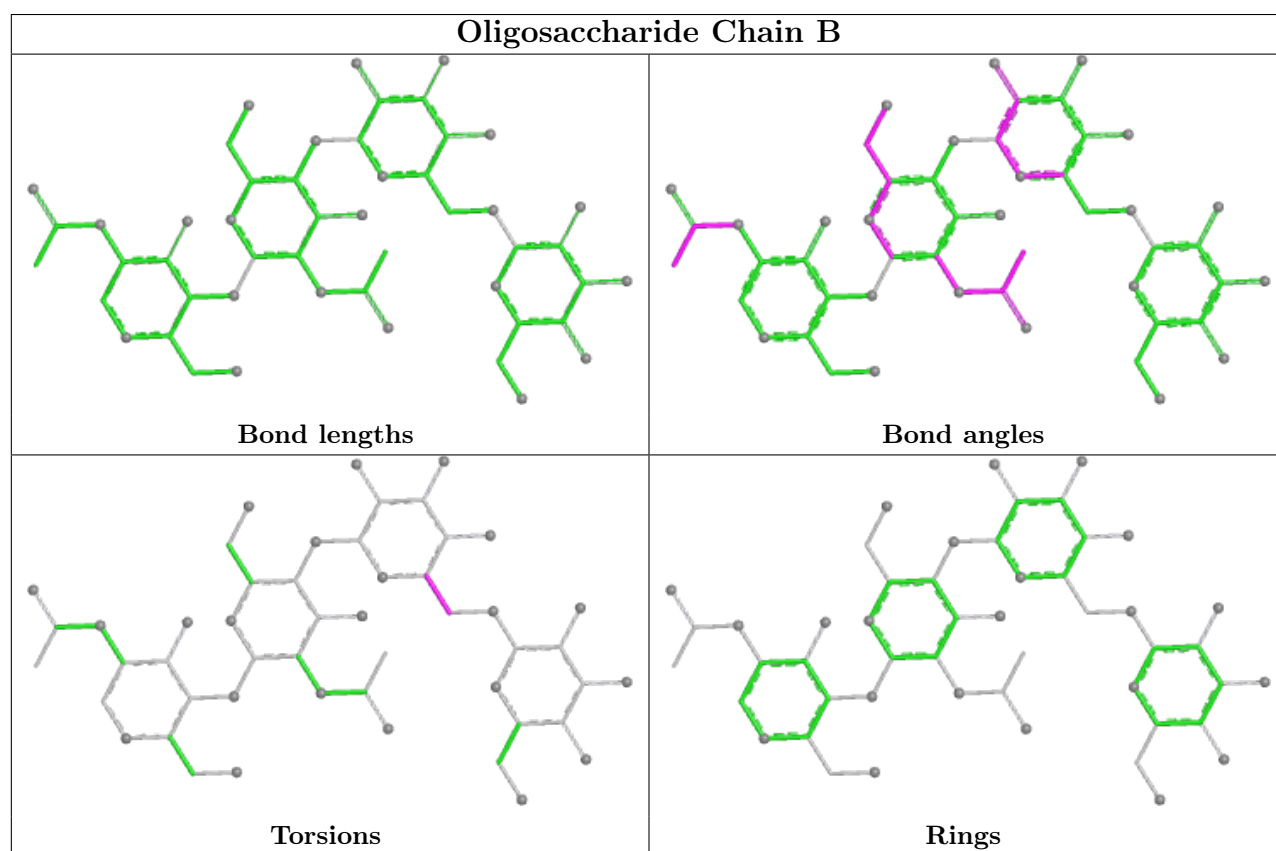 Oligosaccharide Chain B
Bond lengths
Bond angles
Torsions
Rings